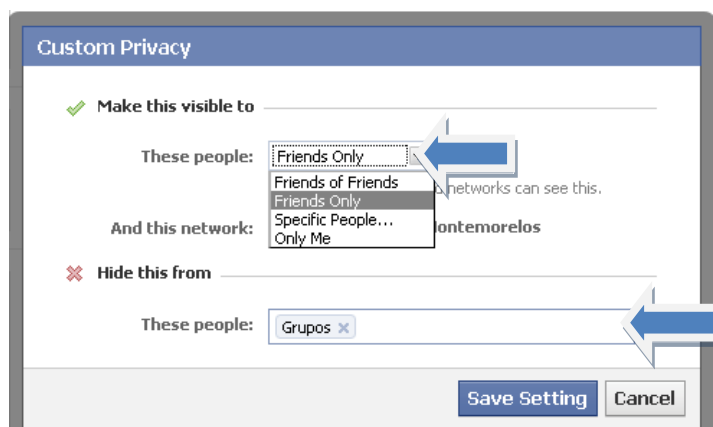 Custom Privacy
Make this visible to
These people: Friends Only
Friends of Friends
networks can see this.
Friends Only
Specific People...
And this network:
Only Me
Hide this from
These people: Grupos
Save Setting Cancel